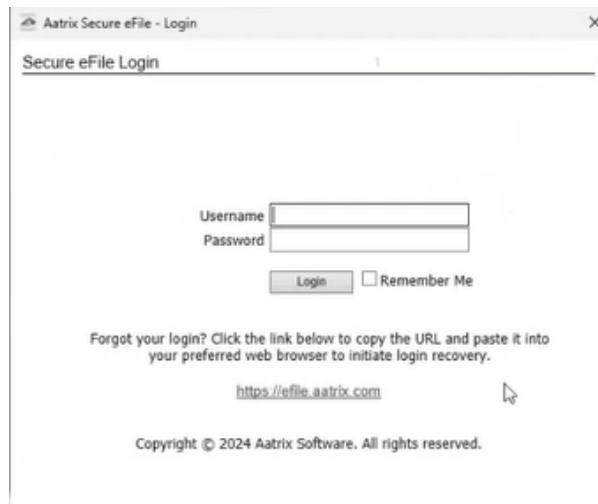 Aatrix Secure eFile - Login
Secure eFile Login
1
Username
Password
Login Remember Me
Forgot your login? Click the link below to copy the URL and paste it into
your preferred web browser to initiate login recovery.
https://efile.aatrix.com
Copyright © 2024 Aatrix Software. All rights reserved.